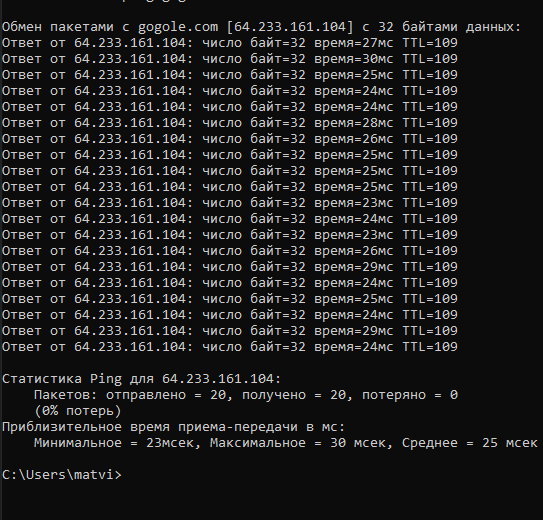 Обмен пакетами с gogole.com [64.233.161.104] с 32 байтами данных:
Ответ от 64.233.161.104: число байт=32 время=27мс TTL=109
Ответ от 64.233.161.104: число байт=32 время=30мс TTL=109
Ответ от 64.233.161.104: число байт=32 время=25мс TTL=109
Ответ от 64.233.161.104: число байт=32 время=24мс TTL=109
Ответ от 64.233.161.104: число байт=32 время=24мс TTL=109
Ответ от 64.233.161.104: число байт=32 время=28мс TTL=109
Ответ от 64.233.161.104: число байт=32 время=26мс TTL=109
Ответ от 64.233.161.104: число байт=32 время=25мс TTL=109
Ответ от 64.233.161.104: число байт=32 время=25мс TTL=109
Ответ от 64.233.161.104: число байт=32 время=25мс TTL=109
Ответ от 64.233.161.104: число байт=32 время=23мс TTL=109
Ответ от 64.233.161.104: число байт=32 время=24мс TTL=109
Ответ от 64.233.161.104: число байт=32 время=23мс TTL=109
Ответ от 64.233.161.104: число байт=32 время=26мс TTL=109
Ответ от 64.233.161.104: число байт=32 время=29мс TTL=109
Ответ от 64.233.161.104: число байт=32 время=24мс TTL=109
Ответ от 64.233.161.104: число байт=32 время=25мс TTL=109
Ответ от 64.233.161.104: число байт=32 время=24мс TTL=109
Ответ от 64.233.161.104: число байт=32 время=29мс TTL=109
Ответ от 64.233.161.104: число байт=32 время=24мс TTL=109
Статистика Ping для 64.233.161.104:
Пакетов: отправлено = 20, получено = 20, потеряно = 0
(0% потерь)
Приблизительное время приема-передачи в мс:
Минимальное = 23мсек, Максимальное = 30 мсек, Среднее = 25 мсек
C:\Users\matvi>